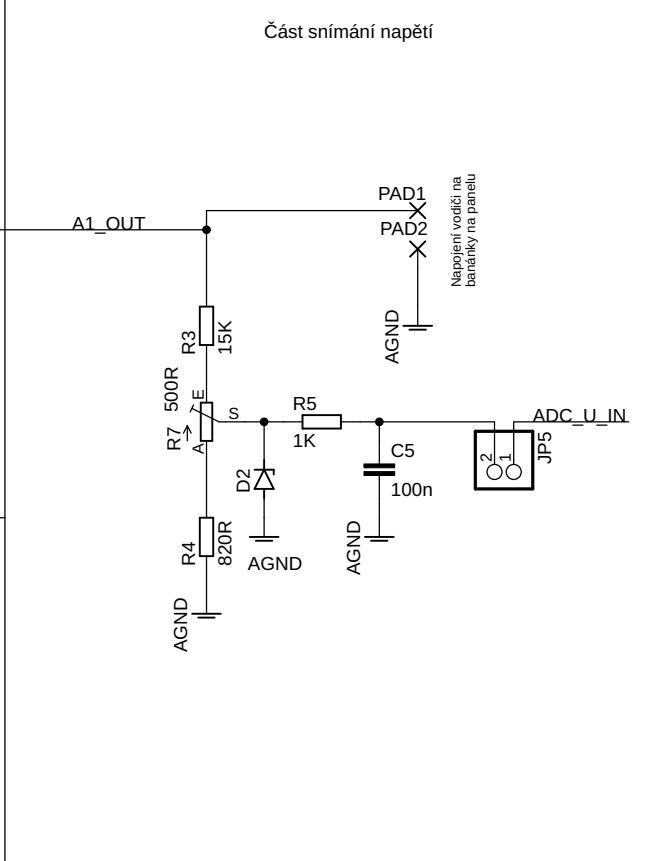 Část snímání napětí
PAD1
A1_OUT
PAD2
Napojení vodiči na
banánky na panelu
AGND
R3
15K
500R
E
S
R7
A
R5
1K
ADC_U_IN
JP5
2
1
C5
100n
D2
AGND
AGND
R4
820R
AGND